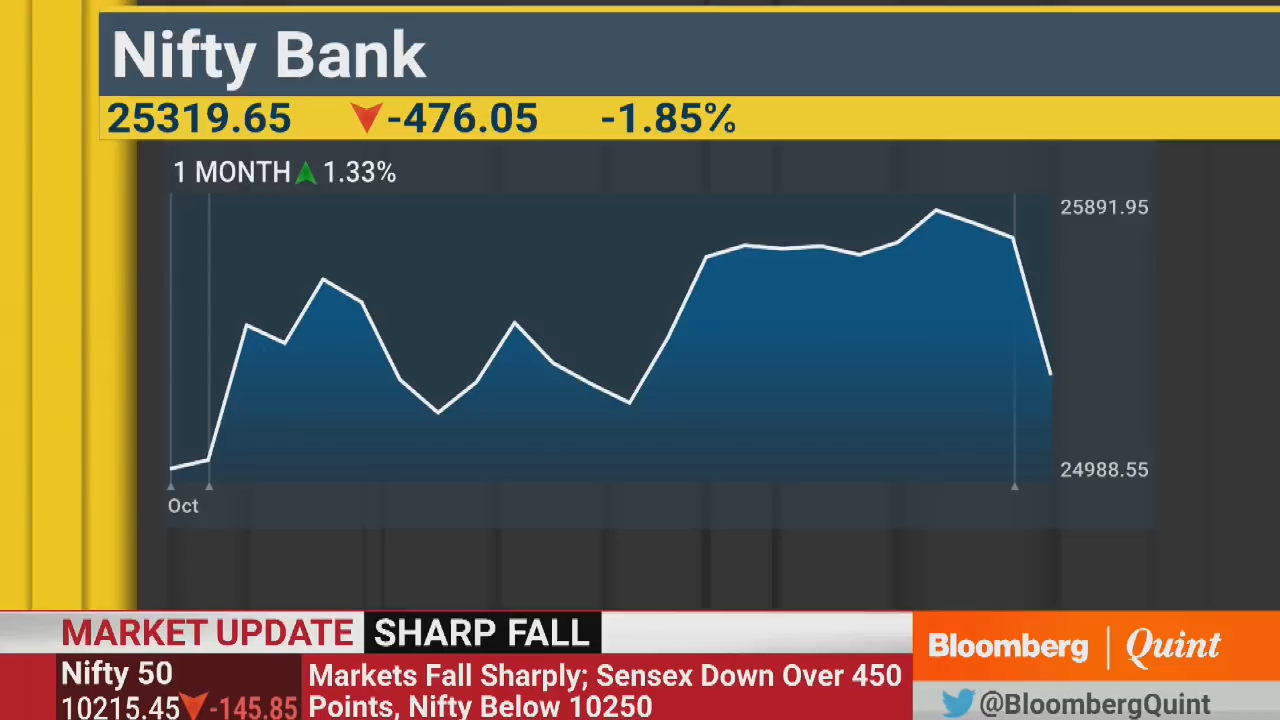 Nifty Bank
25319.65 -476.05 -1.85%
1 MONTH 1.33%
25891.95
24988.55
Oct
MARKET UPDATE SHARP FALL
Nifty 50
10215.45 -145.85
Markets Fall Sharply; Sensex Down Over 450
Points, Nifty Below 10250
Bloomberg | Quint
@BloombergQuint